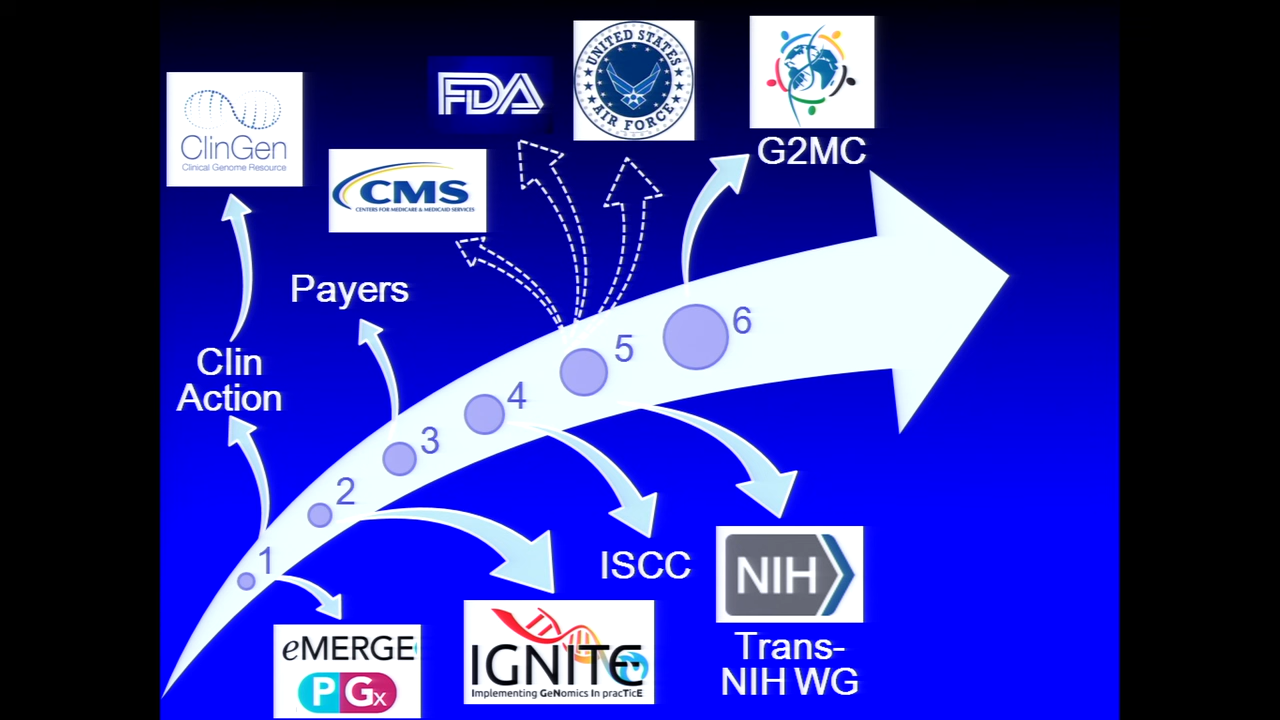 UNITED STATES
AIR FORCE
FDA
G2MC
ClinGen
Clinical Genome Resource
CMS
CENTERS FOR MEDICARE & MEDICAID SERVICES
Payers
6
5
Clin
Action
4
3
2
1
ISCC
NIH
eMERGE
PGx
IGNITE
Implementing GeNomics In pracTicE
Trans-
NIH WG